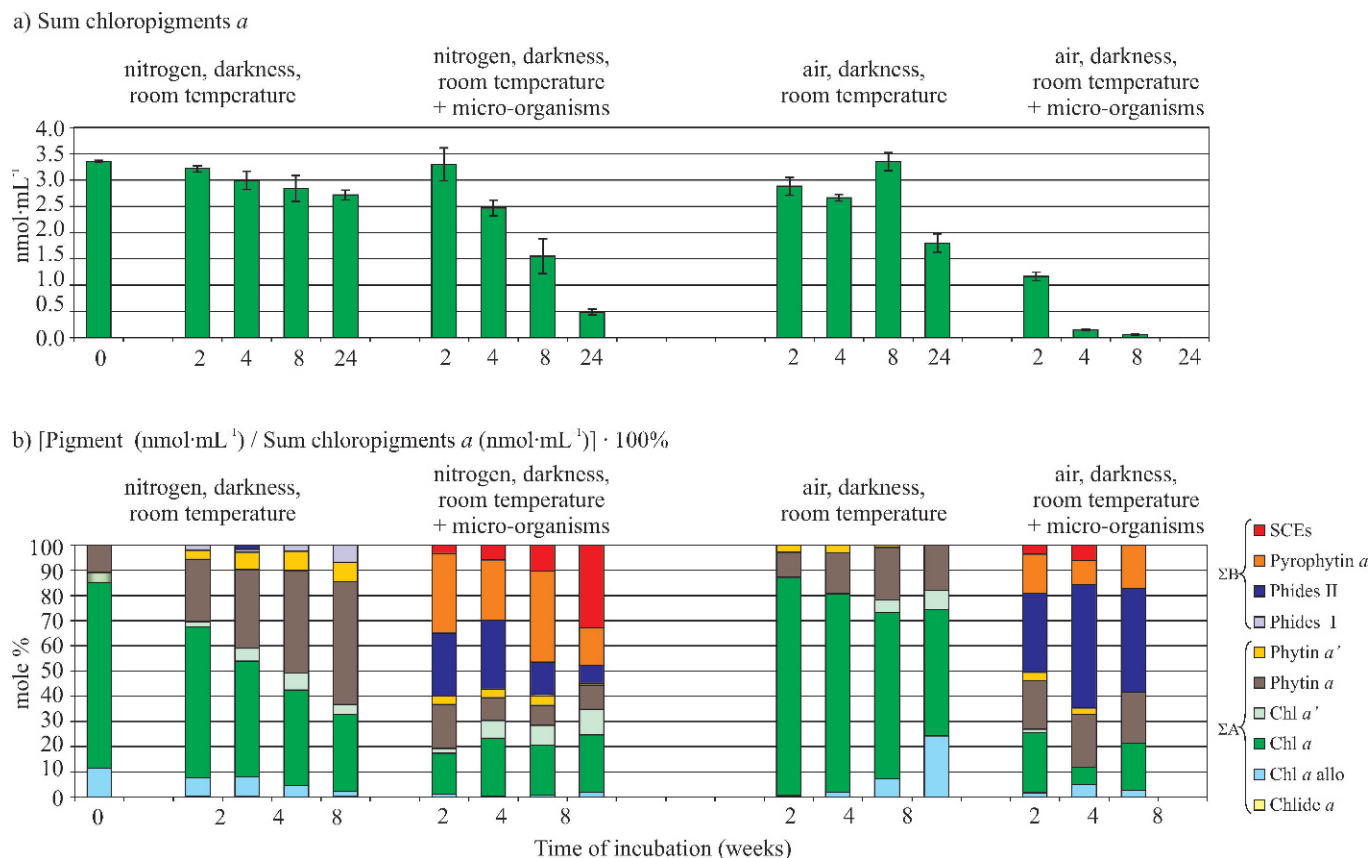 a) Sum chloropigments a
nitrogen, darkness,
room temperature
nitrogen, darkness,
room temperature
+ micro-organisms
air, darkness,
room temperature
air, darkness,
room temperature
+ micro-organisms
nmol·mL⁻¹
4.0
3.5
3.0
2.5
2.0
1.5
1.0
0.5
0.0
0 2 4 8 24 2 4 8 24 2 4 8 24 2 4 8 24
b) [Pigment (nmol·mL⁻¹) / Sum chloropigments a (nmol·mL⁻¹)] · 100%
nitrogen, darkness,
room temperature
nitrogen, darkness,
room temperature
+ micro-organisms
air, darkness,
room temperature
air, darkness,
room temperature
+ micro-organisms
mole %
100
90
80
70
60
50
40
30
20
10
0
0 2 4 8 2 4 8 2 4 8 2 4 8
Time of incubation (weeks)
ΣB
SCEs
Pyrophytin a
Phides II
Phides I
ΣA
Phytin a'
Phytin a
Chl a'
Chl a
Chl a allo
Chlide a